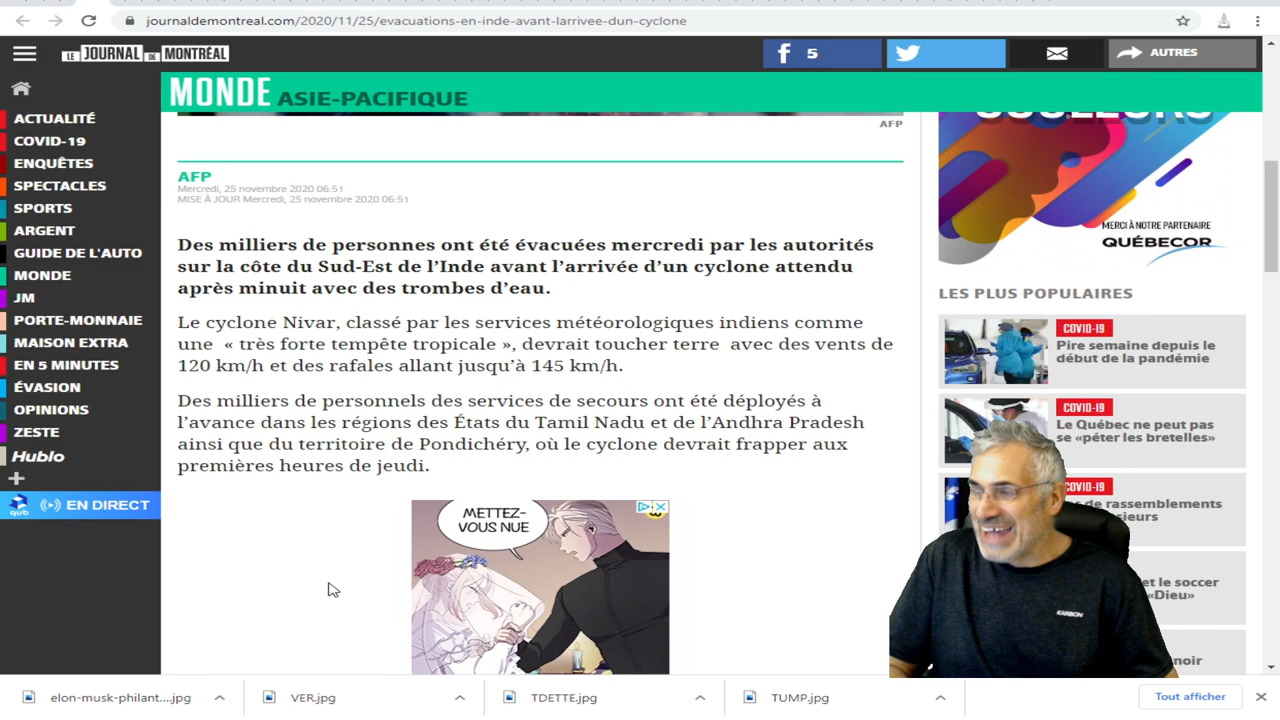 journaldemontreal.com/2020/11/25/evacuations-en-inde-avant-larrivee-dun-cyclone
LE JOURNAL DE MONTRÉAL
5
AUTRES
MONDE ASIE-PACIFIQUE
ACTUALITÉ
COVID-19
ENQUÊTES
SPECTACLES
SPORTS
ARGENT
GUIDE DE L'AUTO
MONDE
JM
PORTE-MONNAIE
MAISON EXTRA
EN 5 MINUTES
ÉVASION
OPINIONS
ZESTE
Hublo
qub EN DIRECT
AFP
AFP
Mercredi, 25 novembre 2020 06:51
MISE À JOUR Mercredi, 25 novembre 2020 06:51
Des milliers de personnes ont été évacuées mercredi par les autorités
sur la côte du Sud-Est de l’Inde avant l’arrivée d’un cyclone attendu
après minuit avec des trombes d’eau.
Le cyclone Nivar, classé par les services météorologiques indiens comme
une « très forte tempête tropicale », devrait toucher terre avec des vents de
120 km/h et des rafales allant jusqu’à 145 km/h.
Des milliers de personnels des services de secours ont été déployés à
l’avance dans les régions des États du Tamil Nadu et de l’Andhra Pradesh
ainsi que du territoire de Pondichéry, où le cyclone devrait frapper aux
premières heures de jeudi.
METTEZ-
VOUS NUE
COULEURS
MERCI À NOTRE PARTENAIRE
QUÉBECOR
LES PLUS POPULAIRES
COVID-19
Pire semaine depuis le
début de la pandémie
COVID-19
Le Québec ne peut pas
se «péter les bretelles»
COVID-19
de rassemblements
et le soccer
«Dieu»
noir
KARBON
elon-musk-philant....jpg
VER.jpg
TDETTE.jpg
TUMP.jpg
Tout afficher